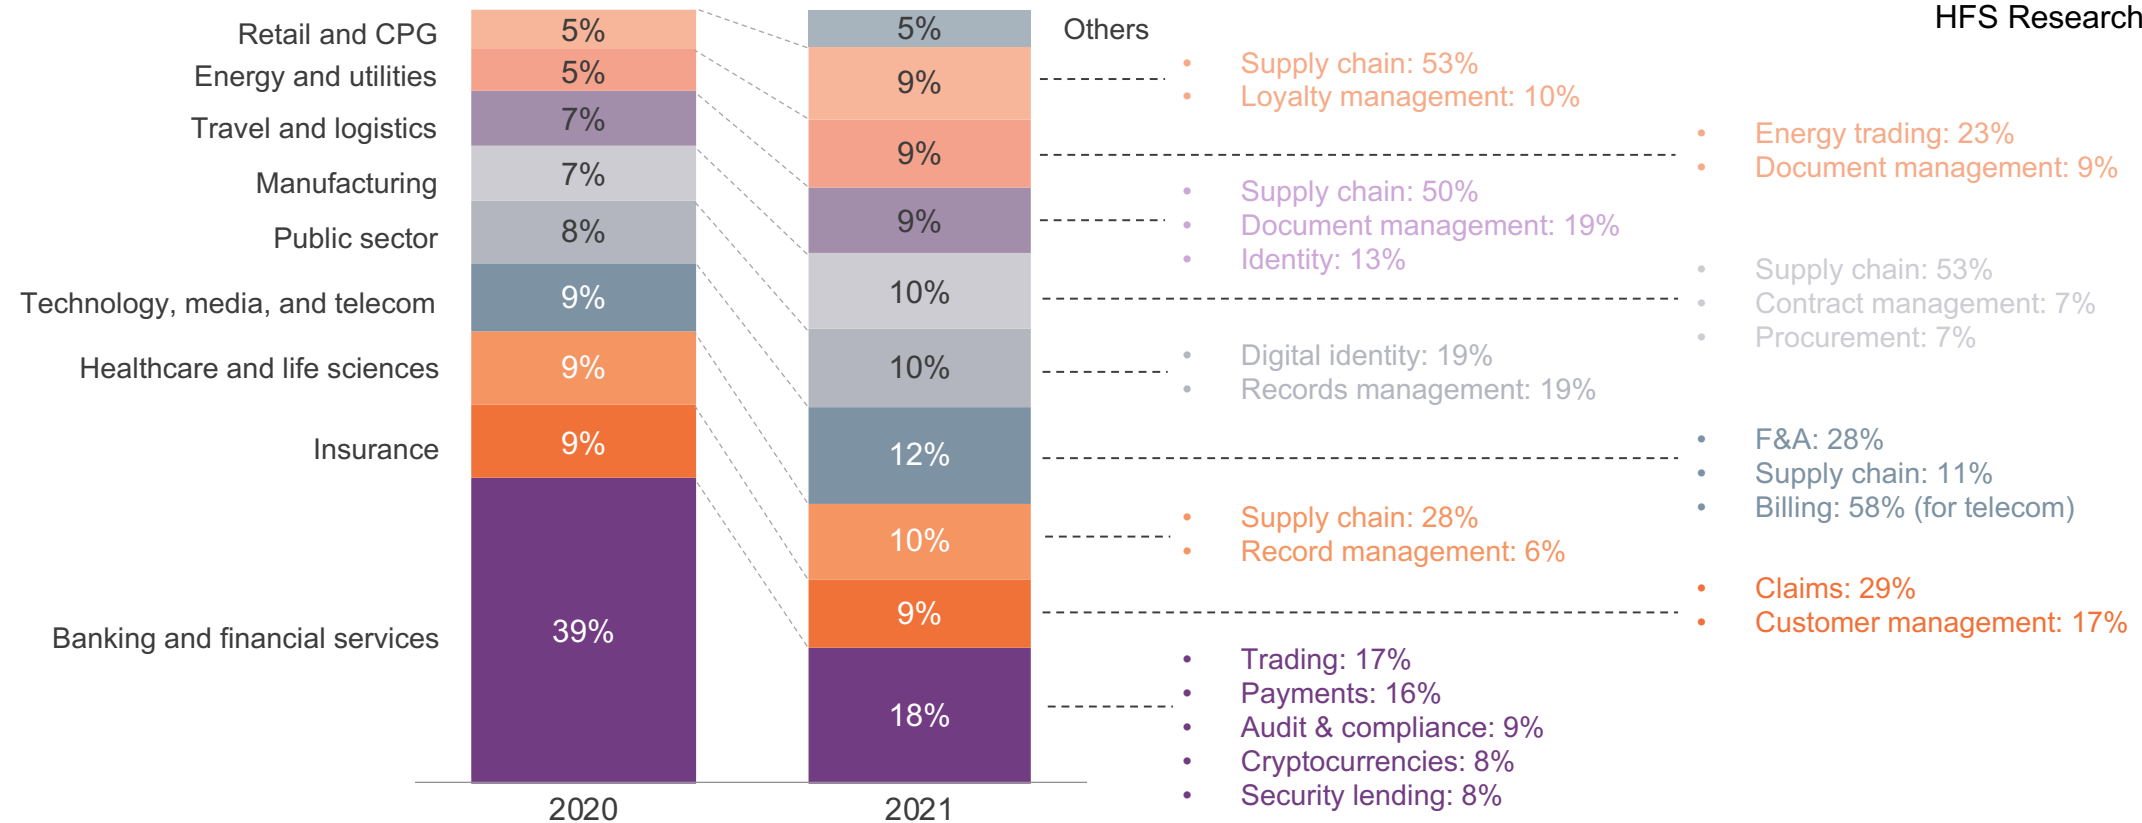 HFS Research
Retail and CPG
Energy and utilities
Travel and logistics
Manufacturing
Public sector
Technology, media, and telecom
Healthcare and life sciences
Insurance
Banking and financial services
5%
5%
7%
7%
8%
9%
9%
9%
39%
2020
5%
9%
9%
9%
10%
10%
12%
10%
9%
18%
2021
Others
• Supply chain: 53%
• Loyalty management: 10%
• Energy trading: 23%
• Document management: 9%
• Supply chain: 50%
• Document management: 19%
• Identity: 13%
• Supply chain: 53%
• Contract management: 7%
• Procurement: 7%
• Digital identity: 19%
• Records management: 19%
• F&A: 28%
• Supply chain: 11%
• Billing: 58% (for telecom)
• Supply chain: 28%
• Record management: 6%
• Claims: 29%
• Customer management: 17%
• Trading: 17%
• Payments: 16%
• Audit & compliance: 9%
• Cryptocurrencies: 8%
• Security lending: 8%